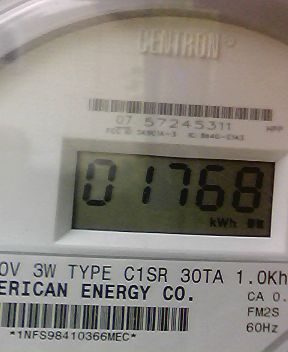 CENTRON®
07 57245311
HPP
01768
kWh
0V 3W TYPE C1SR 30TA 1.0Kh
ERICAN ENERGY CO.
CA 0.
FM2S
60Hz
*1NFS98410366MEC*